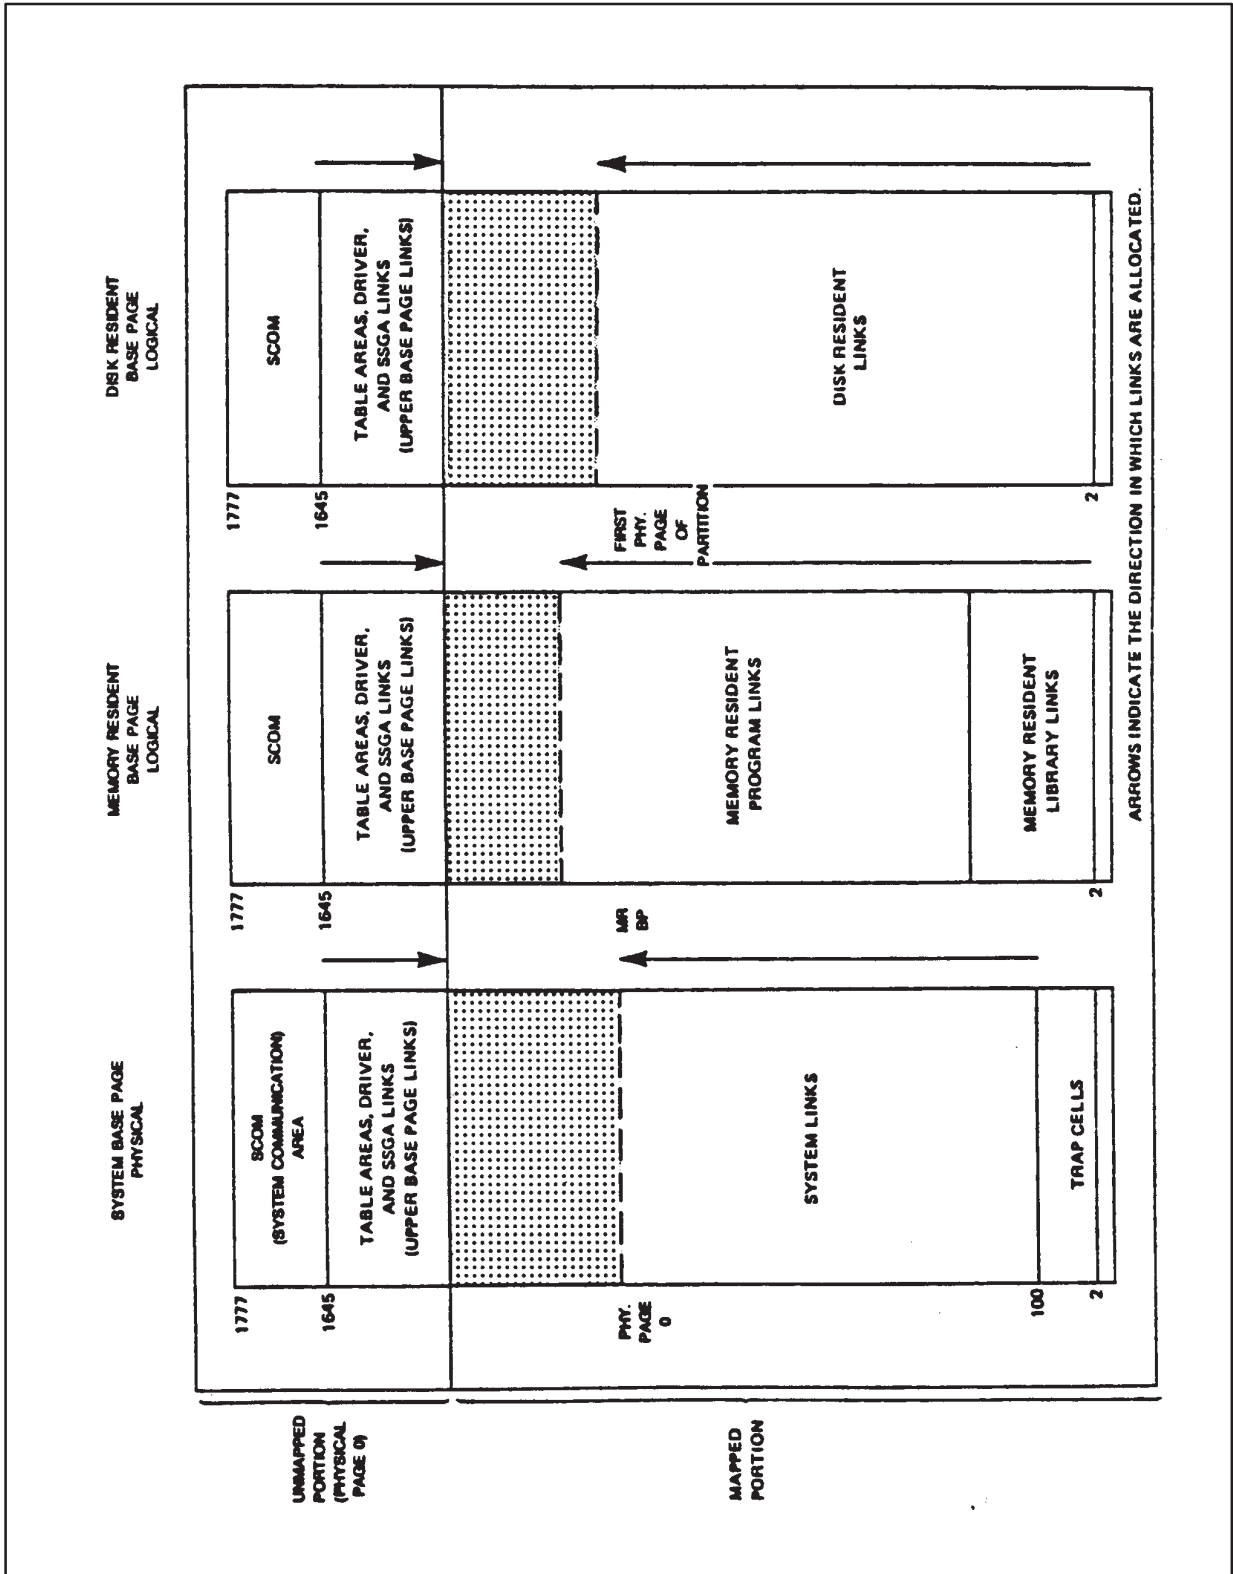 SYSTEM BASE PAGE
PHYSICAL
MEMORY RESIDENT
BASE PAGE
LOGICAL
DISK RESIDENT
BASE PAGE
LOGICAL
UNMAPPED
PORTION
(PHYSICAL
PAGE 0)
MAPPED
PORTION
1777
1645
PHY.
PAGE
0
100
2
SCOM
(SYSTEM COMMUNICATION)
AREA
TABLE AREAS, DRIVER,
AND SSGA LINKS
(UPPER BASE PAGE LINKS)
SYSTEM LINKS
TRAP CELLS
1777
1645
MR
BP
2
SCOM
TABLE AREAS, DRIVER,
AND SSGA LINKS
(UPPER BASE PAGE LINKS)
MEMORY RESIDENT
PROGRAM LINKS
MEMORY RESIDENT
LIBRARY LINKS
1777
1645
FIRST
PHY.
PAGE
OF
PARTITION
2
SCOM
TABLE AREAS, DRIVER,
AND SSGA LINKS
(UPPER BASE PAGE LINKS)
DISK RESIDENT
LINKS
ARROWS INDICATE THE DIRECTION IN WHICH LINKS ARE ALLOCATED.